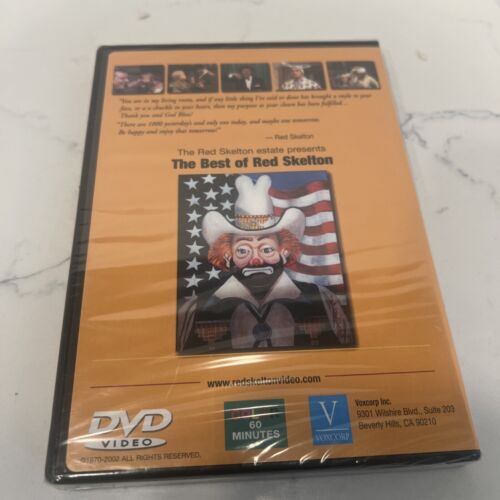 "You are in my living room, and if any little thing I've said or done has brought a smile to your
face, or a chuckle to your heart, then my purpose as your clown has been fulfilled...
Thank you and God Bless!
"There are 1000 yesterday's and only one today, and maybe one tomorrow.
Be happy and enjoy that tomorrow!"
— Red Skelton
The Red Skelton estate presents
The Best of Red Skelton
www.redskeltonvideo.com
DVD
VIDEO
60
MINUTES
V
VOXCORP
Voxcorp Inc.
9301 Wilshire Blvd., Suite 203
Beverly Hills, CA 90210
©1970-2002 ALL RIGHTS RESERVED.